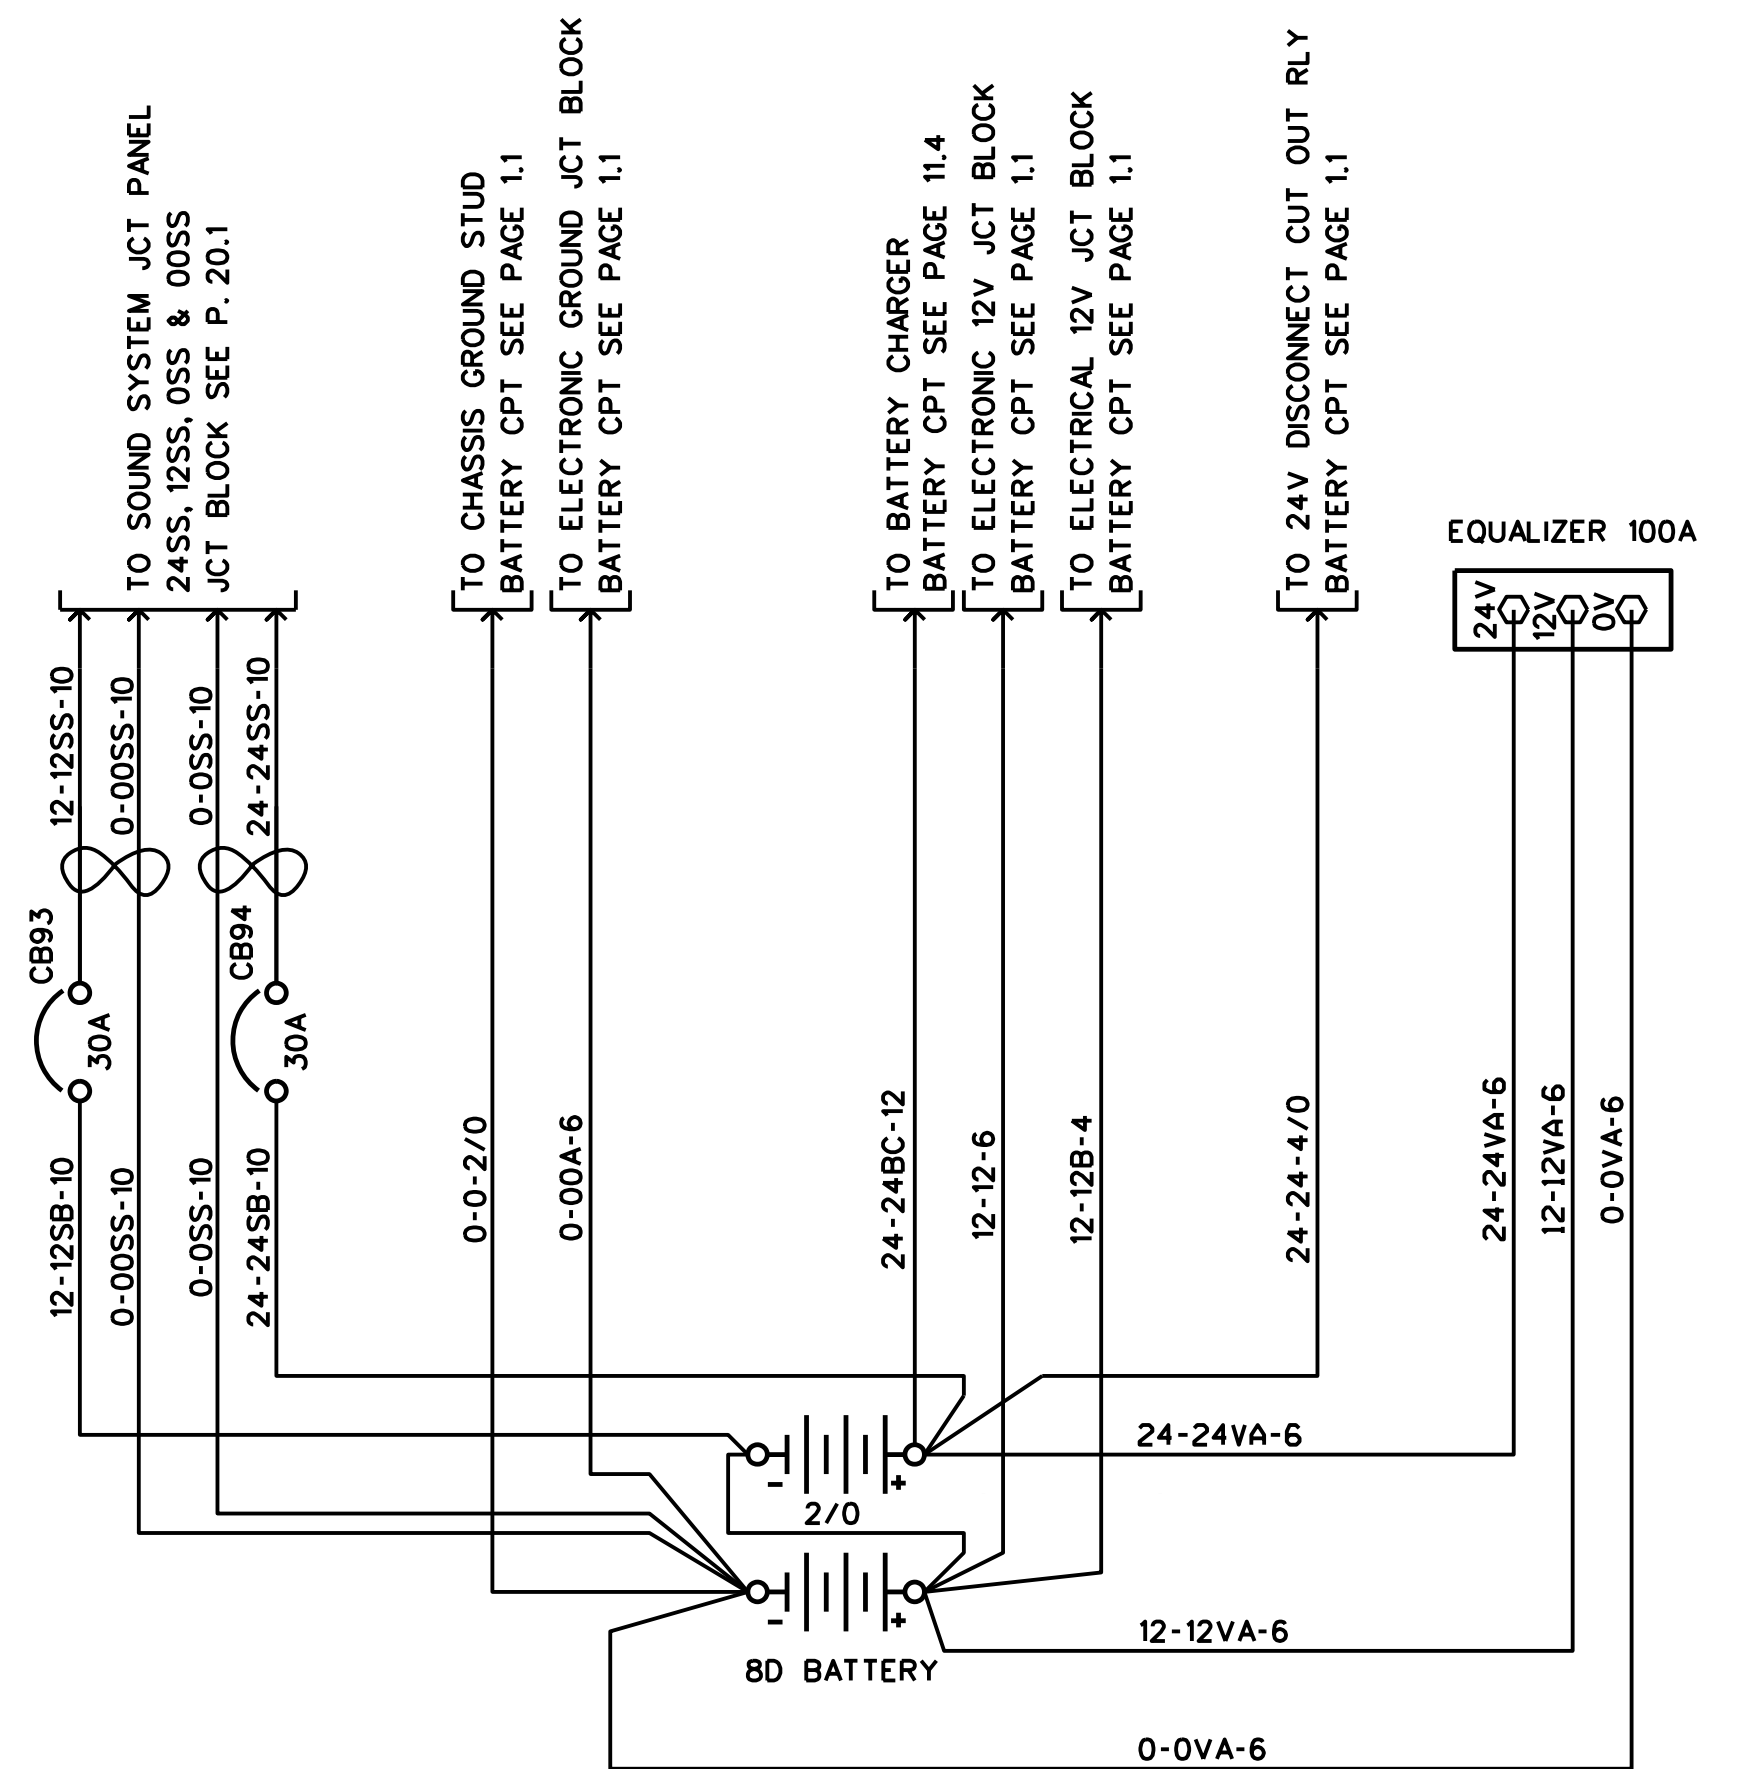 TO SOUND SYSTEM JCT PANEL
24SS, 12SS, 0SS & 00SS
JCT BLOCK SEE P. 20.1
TO CHASSIS GROUND STUD
BATTERY CPT SEE PAGE 1.1
TO ELECTRONIC GROUND JCT BLOCK
BATTERY CPT SEE PAGE 1.1
TO BATTERY CHARGER
BATTERY CPT SEE PAGE 11.4
TO ELECTRONIC 12V JCT BLOCK
BATTERY CPT SEE PAGE 1.1
TO ELECTRICAL 12V JCT BLOCK
BATTERY CPT SEE PAGE 1.1
TO 24V DISCONNECT CUT OUT RLY
BATTERY CPT SEE PAGE 1.1
EQUALIZER 100A
24V
12V
0V
12-12SS-10
0-00SS-10
0-0SS-10
24-24SS-10
CB93
30A
CB94
30A
12-12SB-10
0-00SS-10
0-0SS-10
24-24SB-10
0-0-2/0
0-00A-6
24-24BC-12
12-12-6
12-12B-4
24-24-4/0
24-24VA-6
12-12VA-6
0-0VA-6
24-24VA-6
- +
2/0
- +
12-12VA-6
8D BATTERY
0-0VA-6